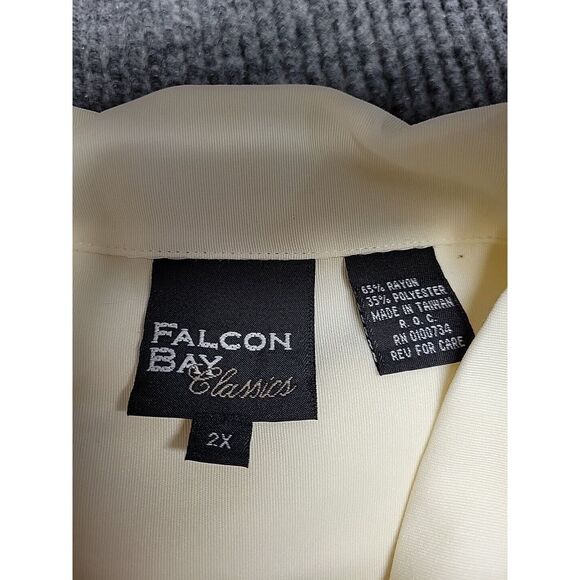 FALCON
BAY
Classics
2X
65% RAYON
35% POLYESTER
MADE IN TAIWAN
R. O. C.
RN 0100734
REV FOR CARE